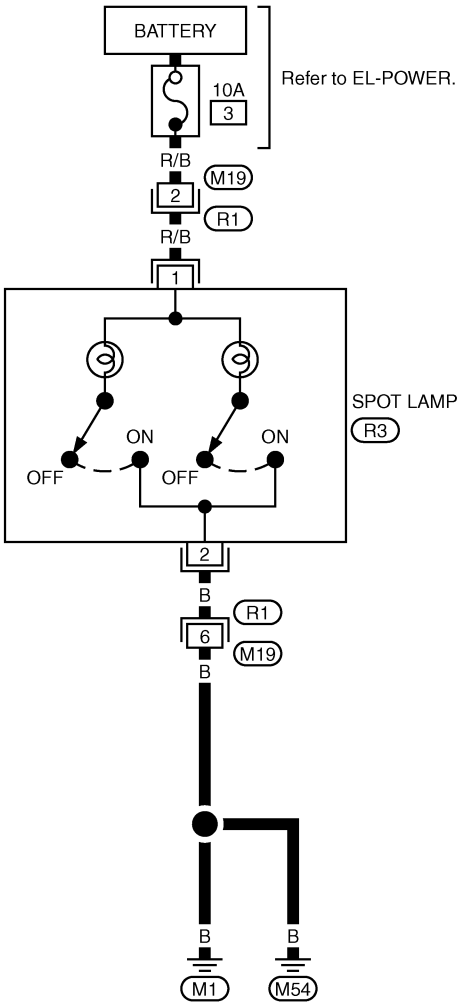 BATTERY
Refer to EL-POWER.
10A
3
R/B
M19
2
R1
R/B
1
SPOT LAMP
R3
ON
ON
OFF
OFF
2
B
R1
6
M19
B
B
B
M1
M54